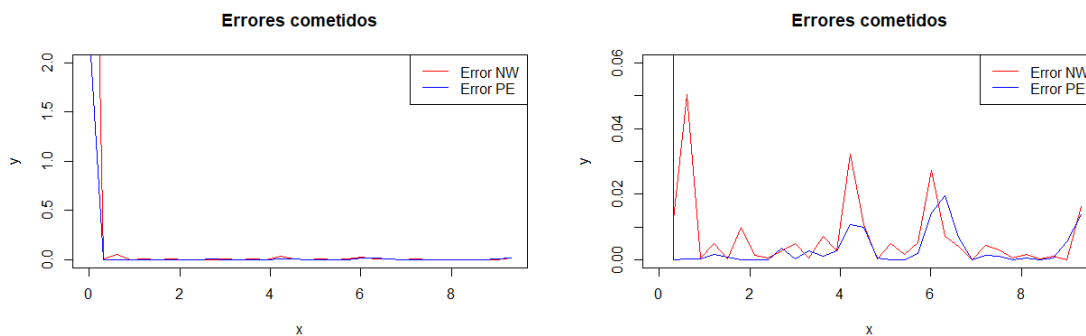 Errores cometidos
y
2.0
1.5
1.0
0.5
0.0
Error NW
Error PE
0 2 4 6 8
x
Errores cometidos
y
0.06
0.04
0.02
0.00
Error NW
Error PE
0 2 4 6 8
x